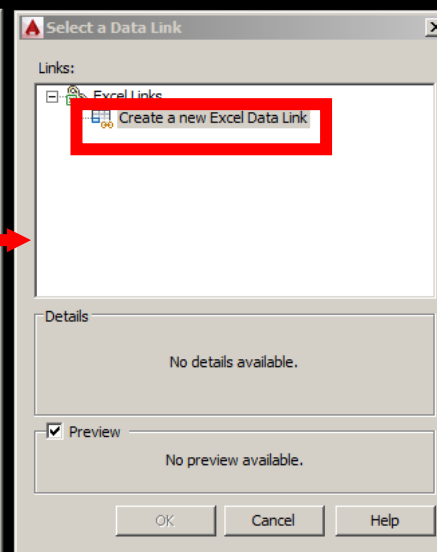 Select a Data Link
Links:
Excel Links
Create a new Excel Data Link
Details
No details available.
Preview
No preview available.
OK Cancel Help